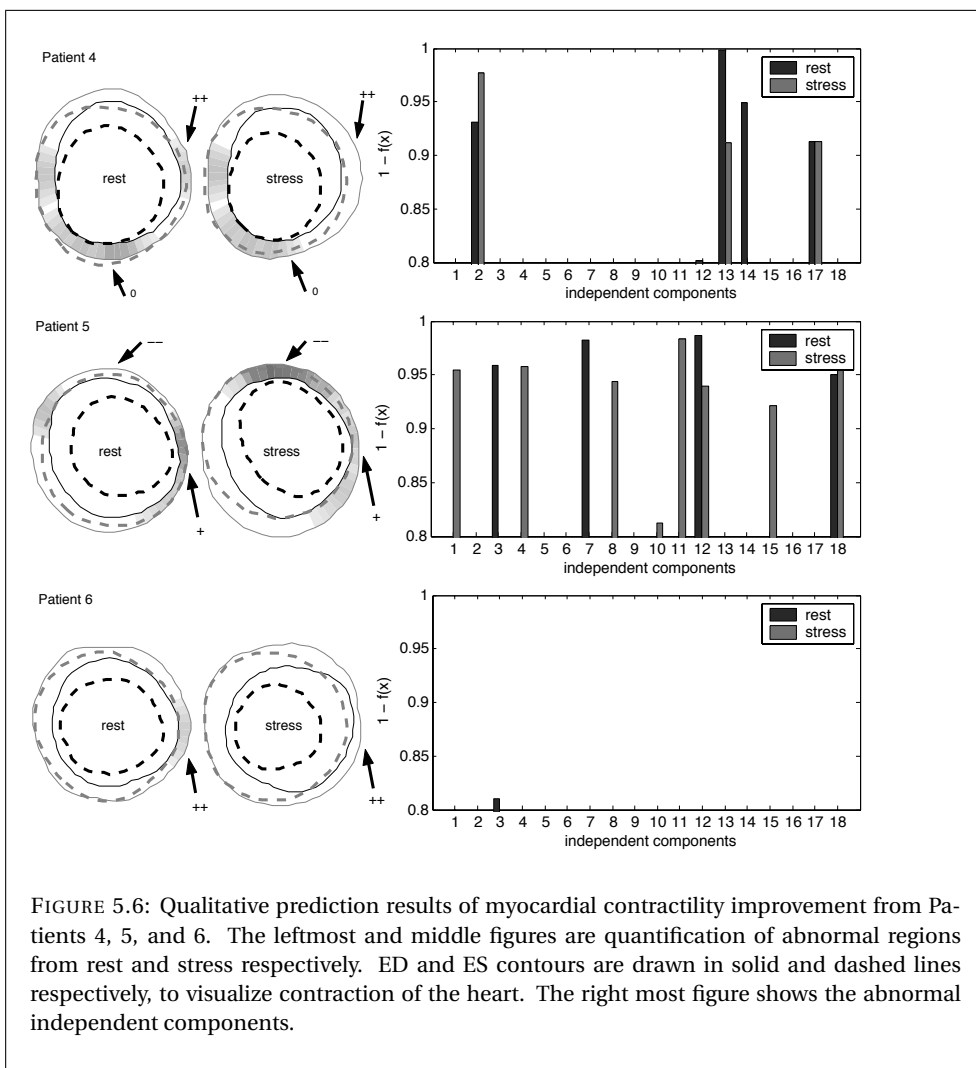 Patient 4
++
++
rest
stress
0
0
1
0.95
0.9
0.85
0.8
1 – f(x)
rest
stress
1 2 3 4 5 6 7 8 9 10 11 12 13 14 15 16 17 18
independent components
Patient 5
––
––
rest
stress
+
+
1
0.95
0.9
0.85
0.8
1 – f(x)
rest
stress
1 2 3 4 5 6 7 8 9 10 11 12 13 14 15 16 17 18
independent components
Patient 6
rest
stress
++
++
1
0.95
0.9
0.85
0.8
1 – f(x)
rest
stress
1 2 3 4 5 6 7 8 9 10 11 12 13 14 15 16 17 18
independent components
FIGURE 5.6: Qualitative prediction results of myocardial contractility improvement from Pa-
tients 4, 5, and 6. The leftmost and middle figures are quantification of abnormal regions
from rest and stress respectively. ED and ES contours are drawn in solid and dashed lines
respectively, to visualize contraction of the heart. The right most figure shows the abnormal
independent components.